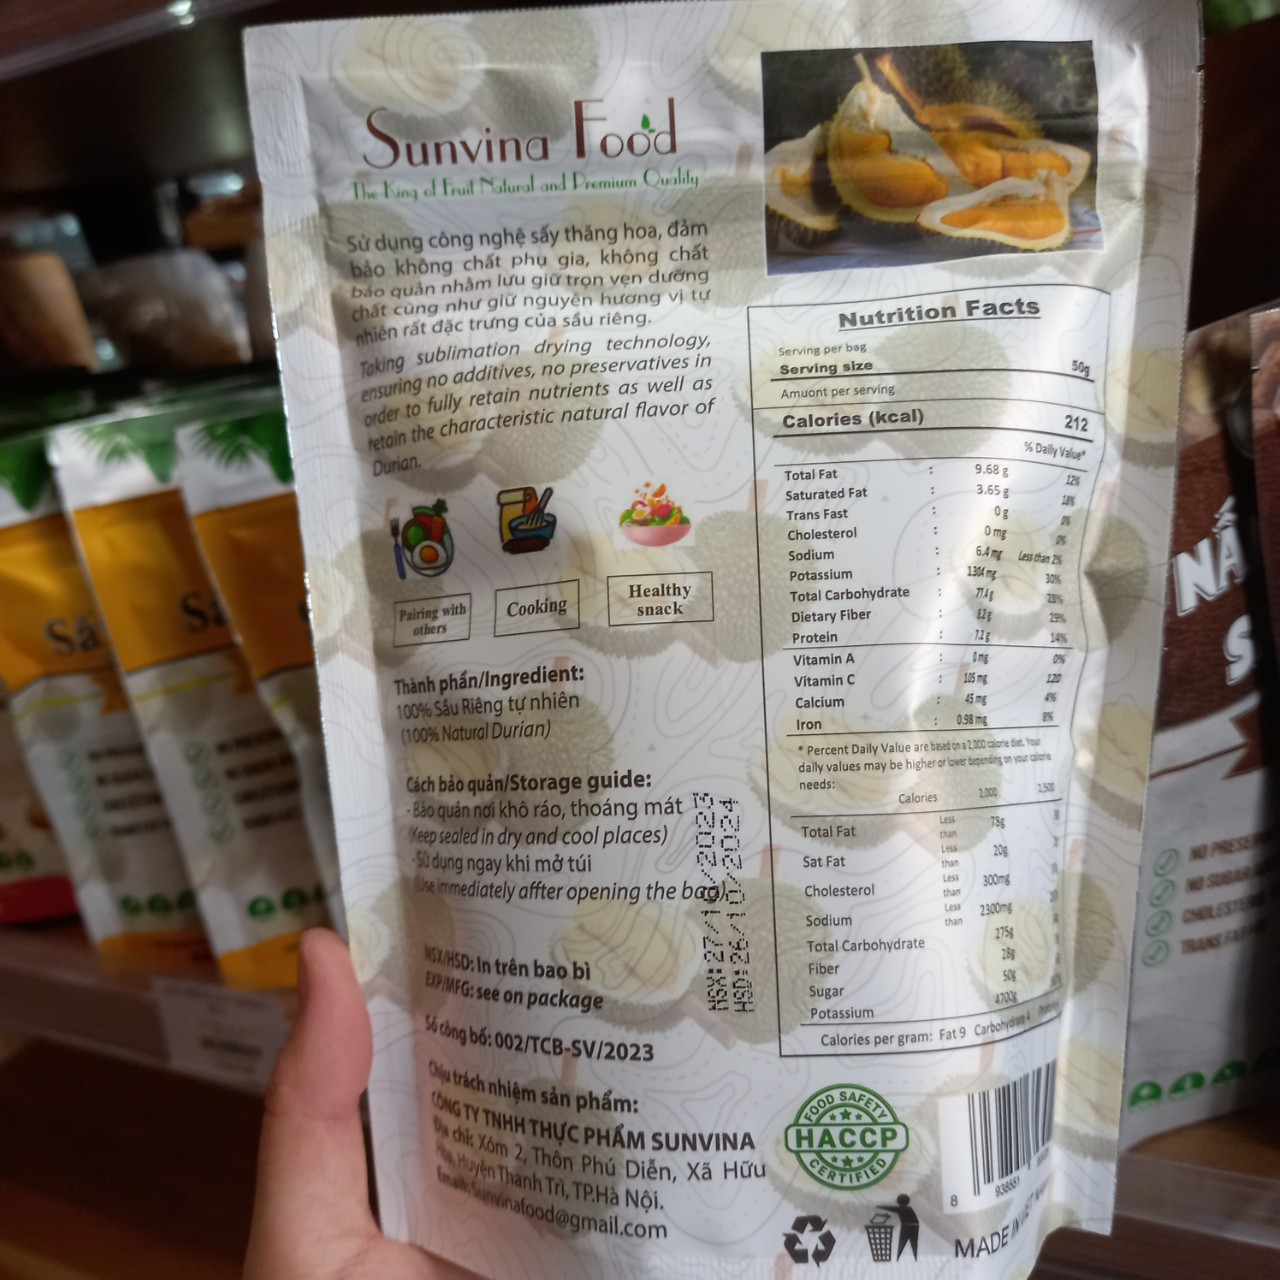 Sunvina Food
The King of Fruit Natural and Premium Quality
Sử dụng công nghệ sấy thăng hoa, đảm
bảo không chất phụ gia, không chất
bảo quản nhằm lưu giữ trọn vẹn dưỡng
chất cũng như giữ nguyên hương vị tự
nhiên rất đặc trưng của sầu riêng.
Taking sublimation drying technology,
ensuring no additives, no preservatives in
order to fully retain nutrients as well as
retain the characteristic natural flavor of
Durian.
Pairing with
others
Cooking
Healthy
snack
Thành phần/Ingredient:
100% Sầu Riêng tự nhiên
(100% Natural Durian)
Cách bảo quản/Storage guide:
- Bảo quản nơi khô ráo, thoáng mát
(Keep sealed in dry and cool places)
- Sử dụng ngay khi mở túi
(Use immediately affter opening the bag)
NSX/HSD: In trên bao bì
EXP/MFG: see on package
Số công bố: 002/TCB-SV/2023
Chịu trách nhiệm sản phẩm:
CÔNG TY TNHH THỰC PHẨM SUNVINA
Địa chỉ: Xóm 2, Thôn Phú Diễn, Xã Hữu
Hòa, Huyện Thanh Trì, TP.Hà Nội.
Email: Sunvinafood@gmail.com
NSX: 27/10/2023
HSD: 26/10/2024
Nutrition Facts
Serving per bag
Serving size 50g
Amuont per serving
Calories (kcal) 212
% Daily Value*
Total Fat : 9.68 g 12%
Saturated Fat : 3.65 g 18%
Trans Fast : 0 g 0%
Cholesterol : 0 mg 0%
Sodium : 6.4 mg Less than 2%
Potassium : 1304 mg 30%
Total Carbohydrate : 77.4 g 28%
Dietary Fiber : 8.2 g 29%
Protein : 7.2 g 14%
Vitamin A : 0 mg 0%
Vitamin C : 105 mg 120
Calcium : 45 mg 4%
Iron : 0.98 mg 8%
* Percent Daily Value are based on a 2,000 calorie diet. Your
daily values may be higher or lower depending on your calorie
needs:
Calories 2,000 2,500
Total Fat Less than 78g
Sat Fat Less than 20g
Cholesterol Less than 300mg
Sodium Less than 2300mg
Total Carbohydrate 275g
Fiber 28g
Sugar 50g
Potassium 4700g
Calories per gram: Fat 9 Carbohydrate 4
FOOD SAFETY
HACCP
CERTIFIED
8 938551
MADE IN VIET
Sấ
Sấ
NO SUGAR
CHOLESTE
TRANS FA